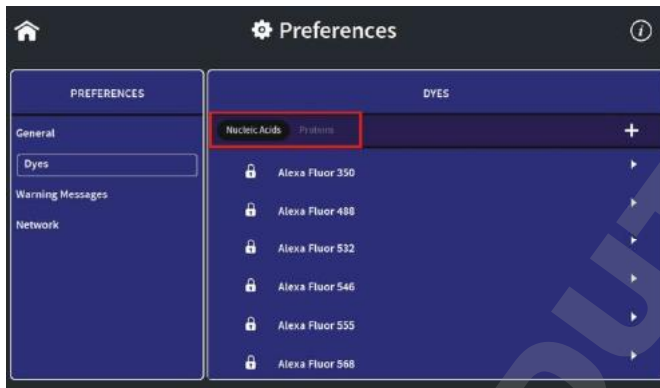 Preferences
PREFERENCES
General
Dyes
Warning Messages
Network
DYES
Nucleic Acids Proteins
Alexa Fluor 350
Alexa Fluor 488
Alexa Fluor 532
Alexa Fluor 546
Alexa Fluor 555
Alexa Fluor 568